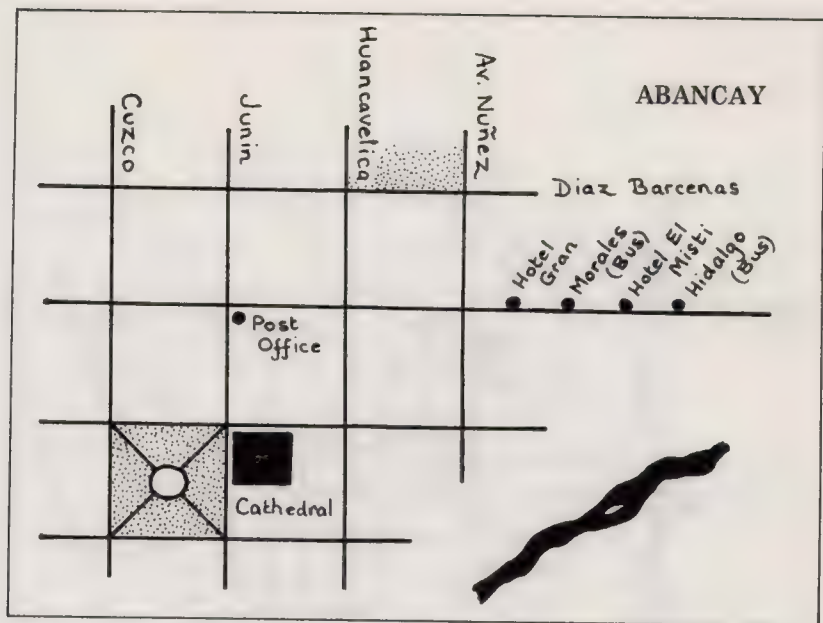 ABANCAY
Cuzco
Junin
Huancavelica
Av. Nuñez
Diaz Barcenas
Hotel
Gran
Morales
(Bus)
Hotel El
Misti
Hidalgo
(Bus)
Post
Office
Cathedral